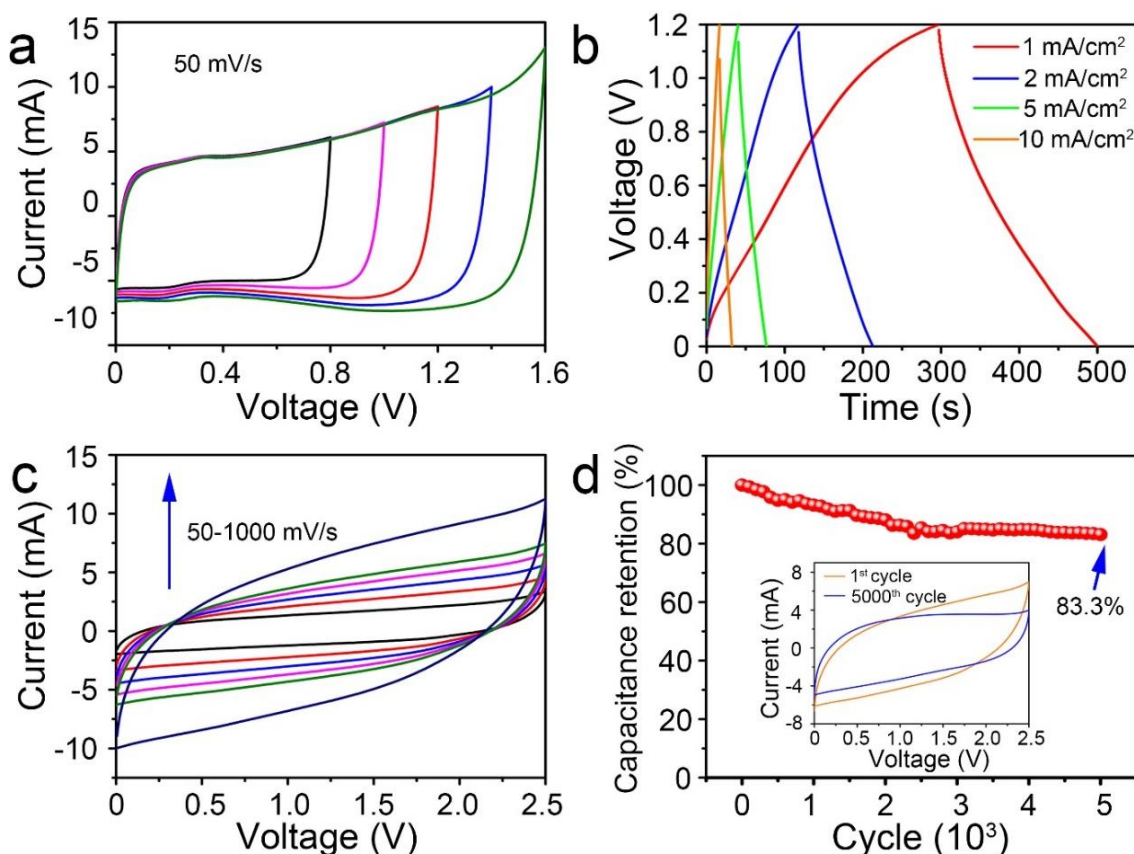 a
50 mV/s
Current (mA)
15
10
5
0
-5
-10
0
0.4
0.8
1.2
1.6
Voltage (V)
b
1 mA/cm²
2 mA/cm²
5 mA/cm²
10 mA/cm²
Voltage (V)
1.2
1.0
0.8
0.6
0.4
0.2
0
0
100
200
300
400
500
Time (s)
c
50-1000 mV/s
Current (mA)
15
10
5
0
-5
-10
0
0.5
1.0
1.5
2.0
2.5
Voltage (V)
d
Capacitance retention (%)
100
80
60
40
20
0
83.3%
1st cycle
5000th cycle
Current (mA)
8
4
0
-4
-8
0
0.5
1.0
1.5
2.0
2.5
Voltage (V)
0
1
2
3
4
5
Cycle (10³)